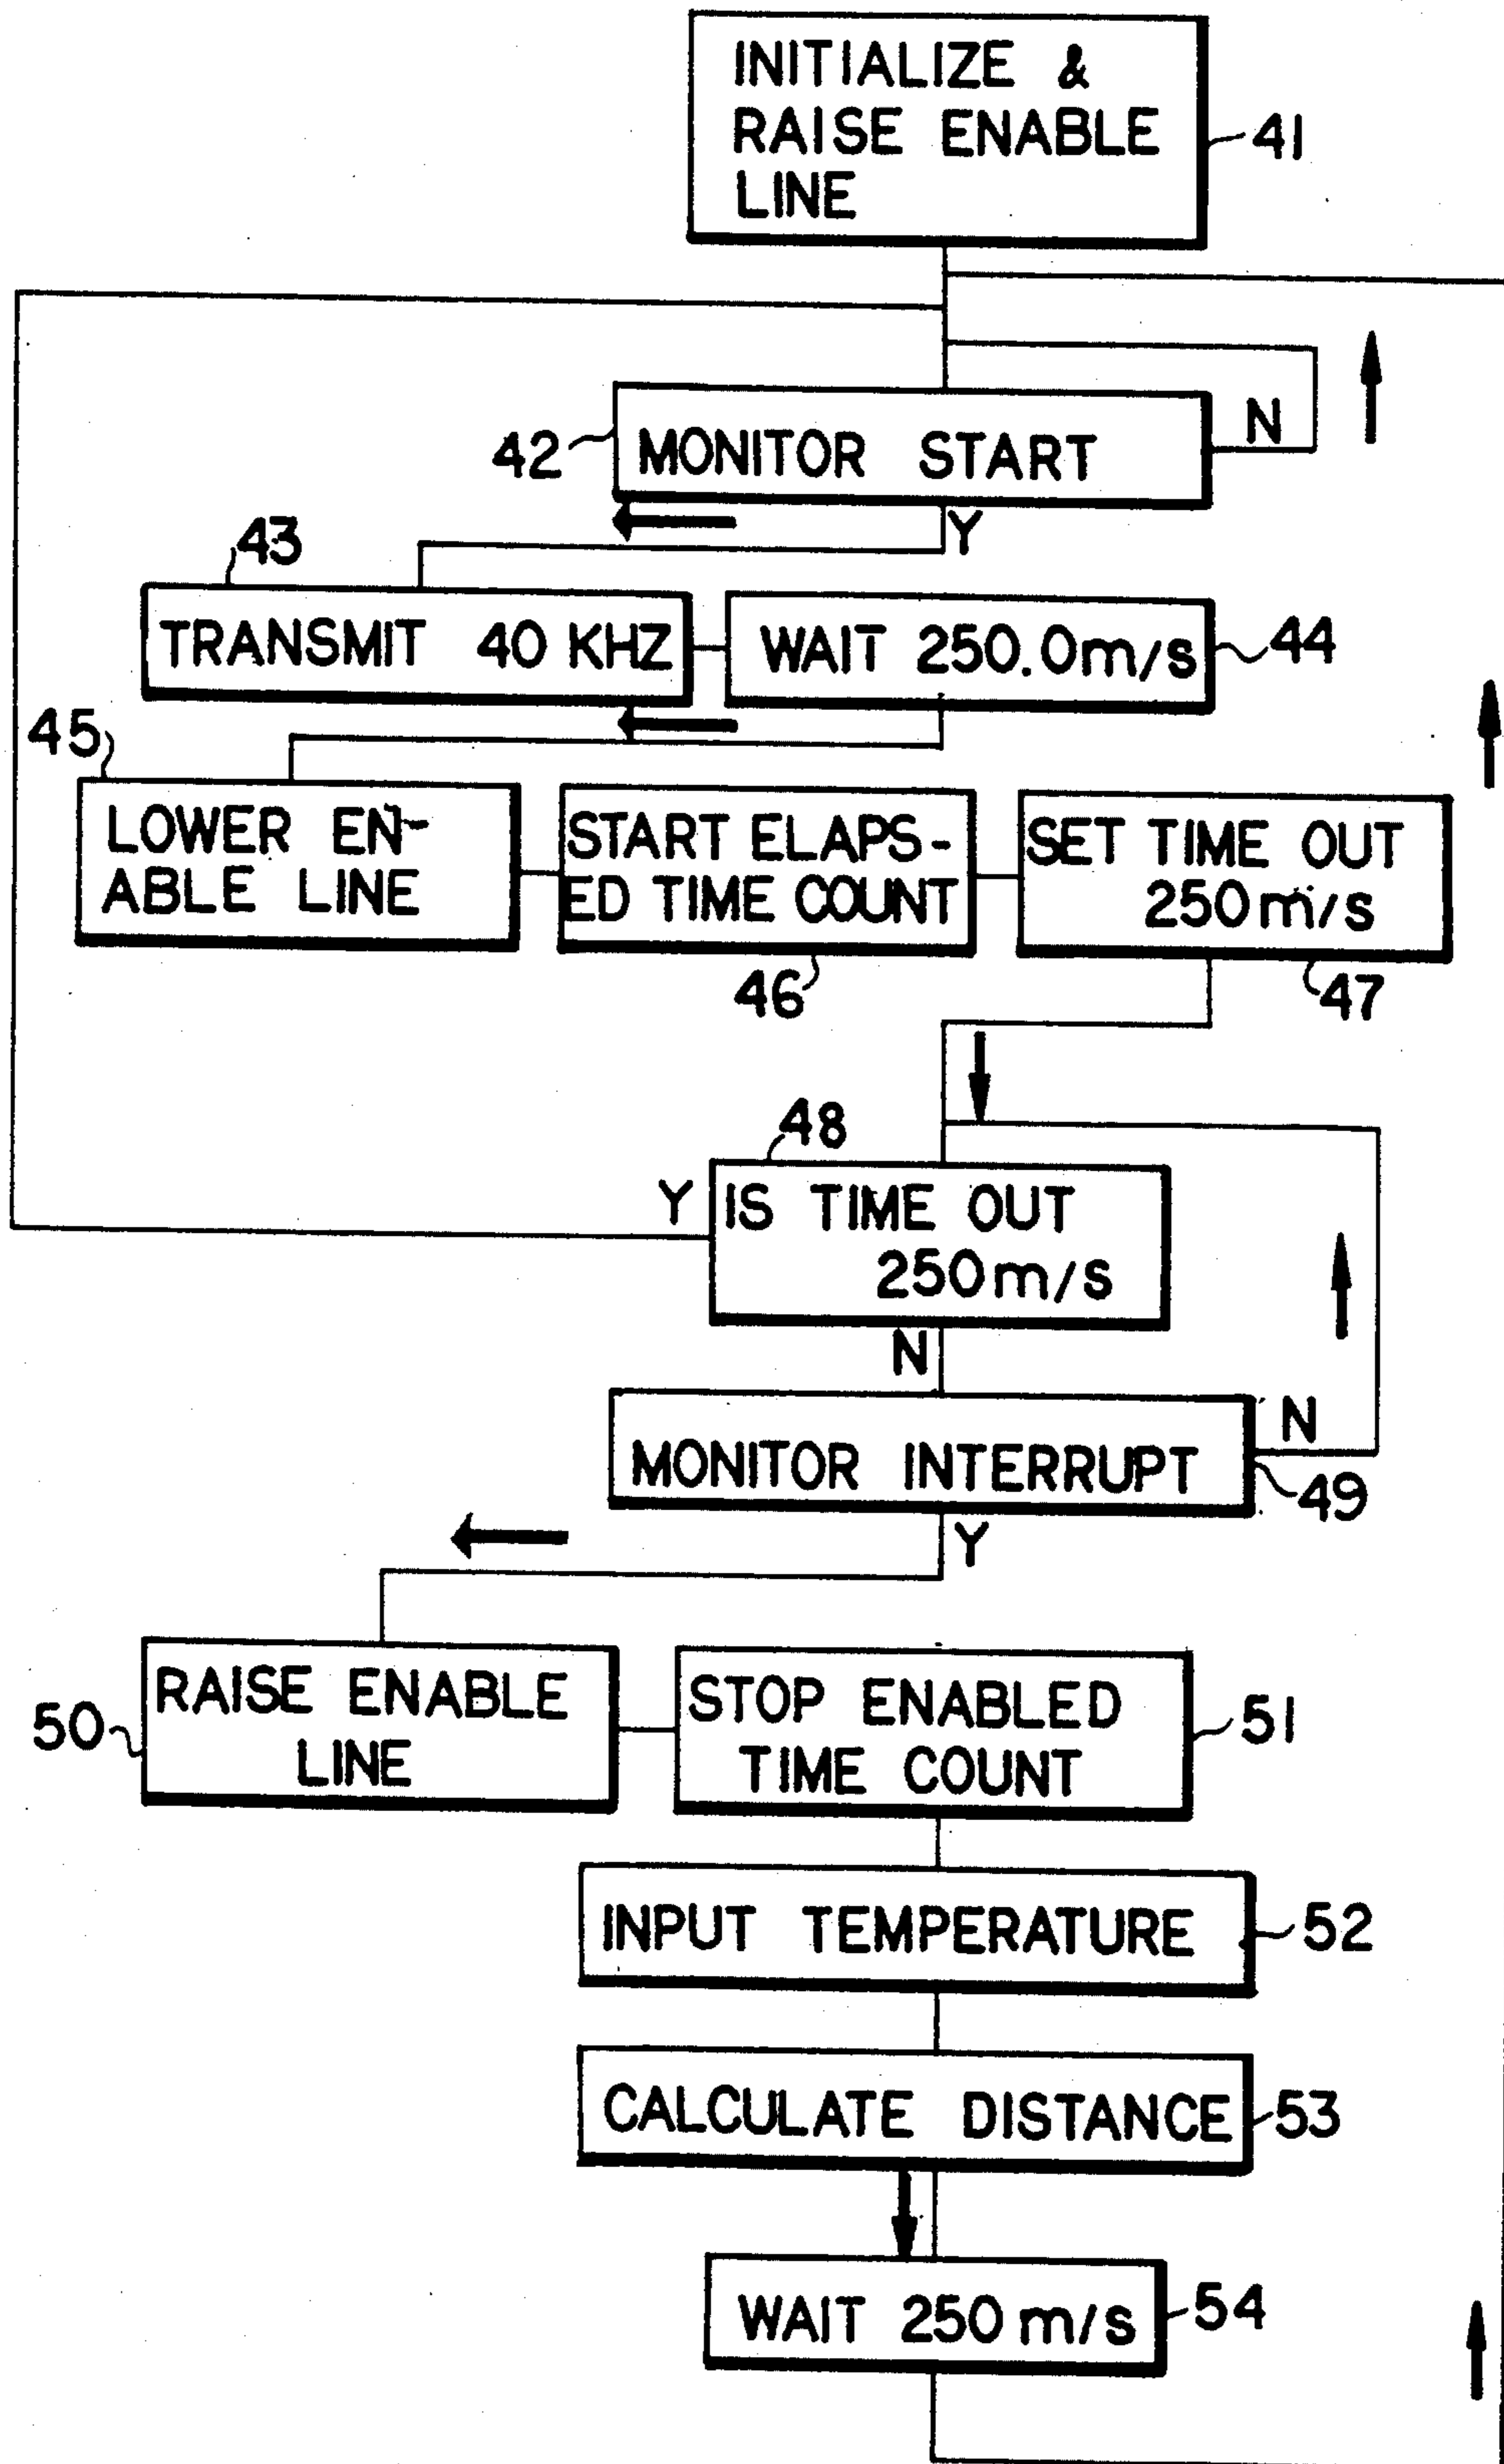 INITIALIZE &
RAISE ENABLE
LINE
41
42
MONITOR START
N
Y
43
TRANSMIT 40 KHZ
WAIT 250.0m/s
44
45
LOWER EN-
ABLE LINE
START ELAPS-
ED TIME COUNT
46
SET TIME OUT
250m/s
47
48
Y
IS TIME OUT
250m/s
N
MONITOR INTERRUPT
N
49
Y
50
RAISE ENABLE
LINE
STOP ENABLED
TIME COUNT
51
INPUT TEMPERATURE
52
CALCULATE DISTANCE
53
WAIT 250 m/s
54